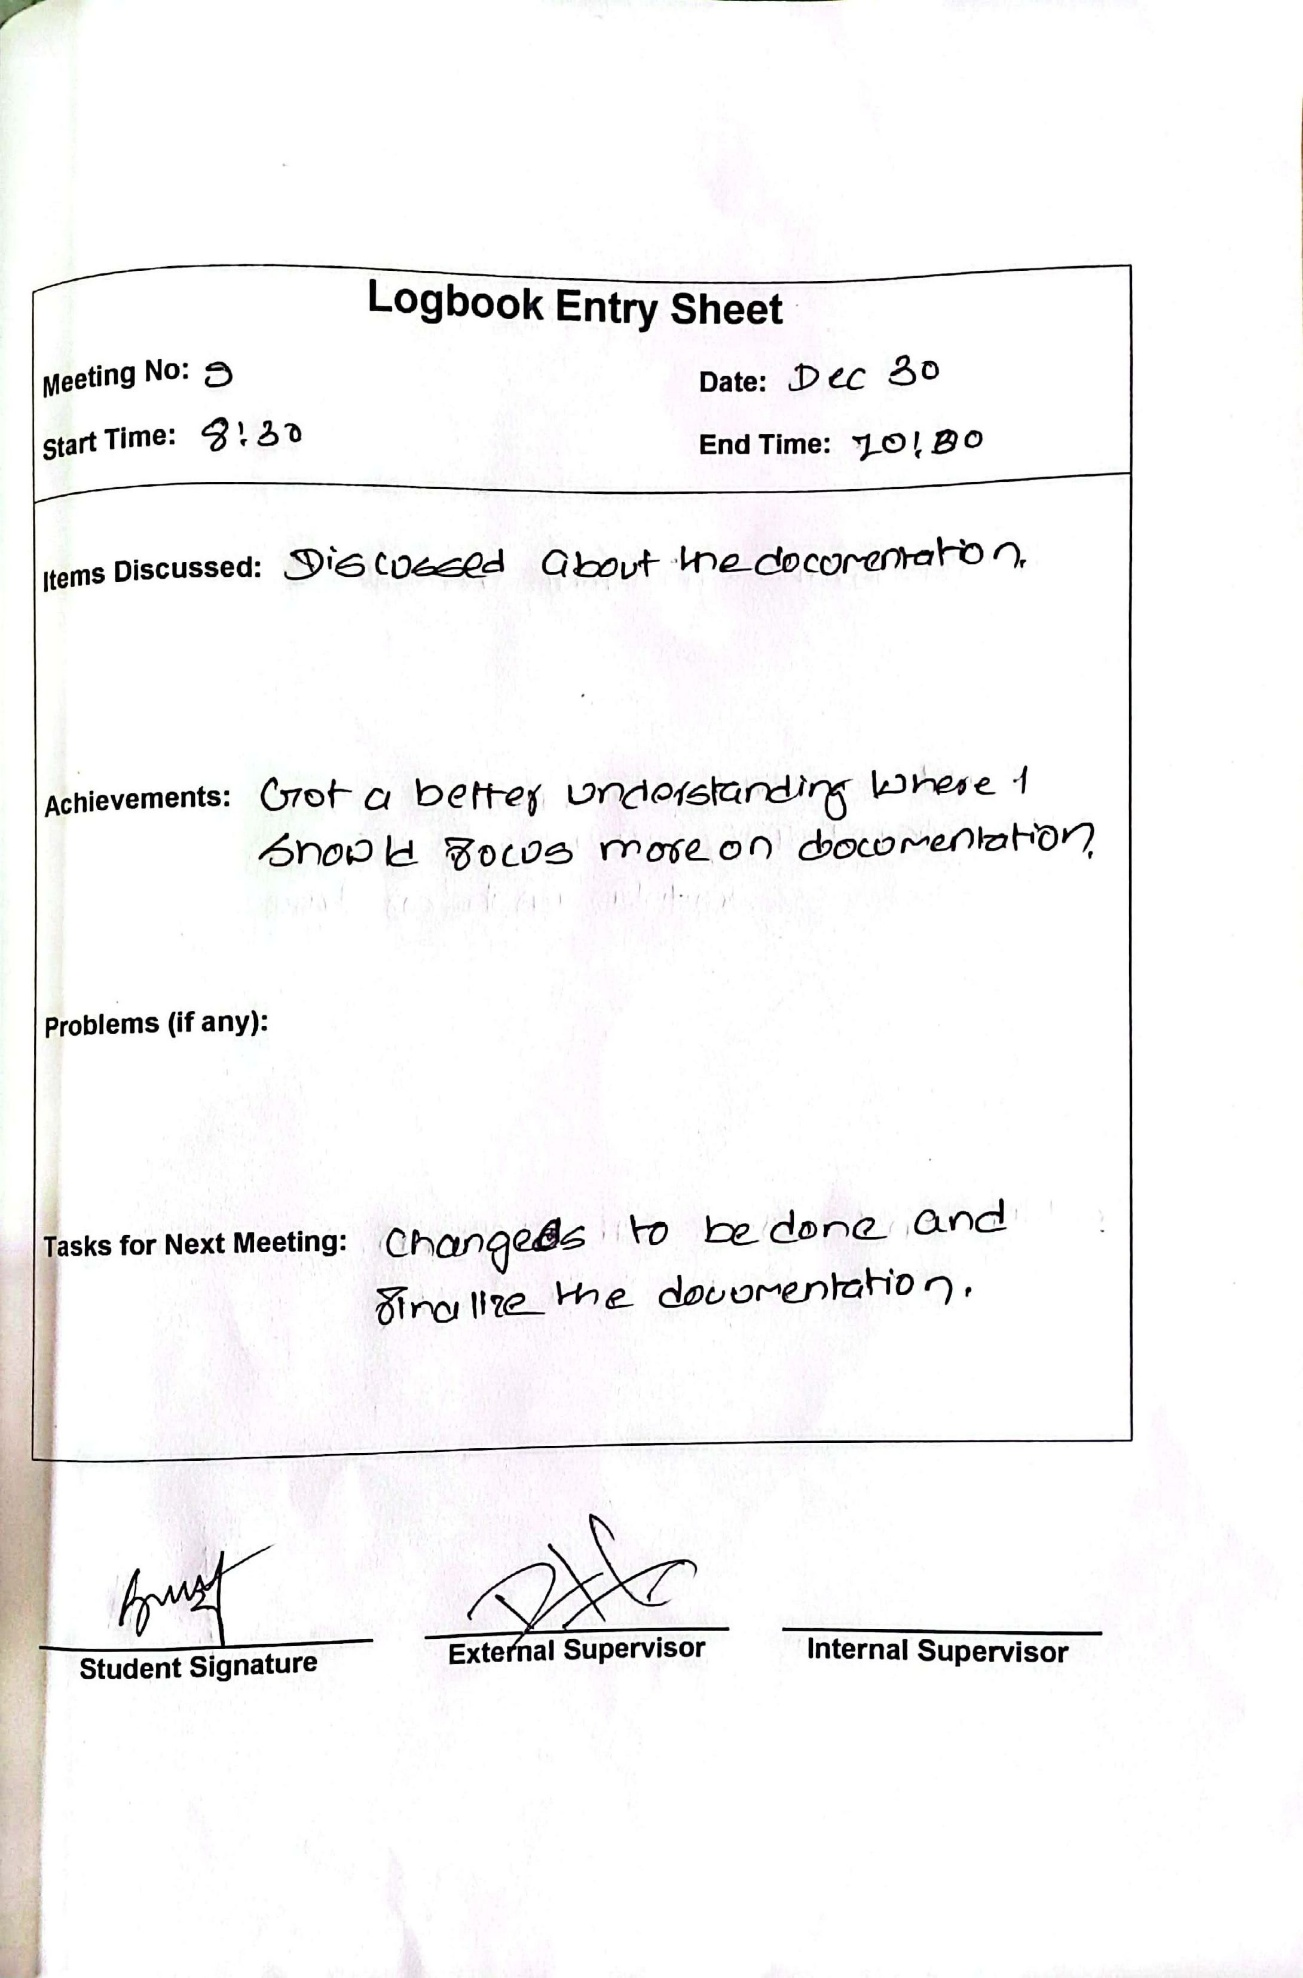 Logbook Entry Sheet
Meeting No: 9
Date: Dec 30
Start Time: 8:30
End Time: 10:30
Items Discussed: Discussed about the documentation.
Achievements: Got a better understanding where I
should focus more on documentation.
Problems (if any):
Tasks for Next Meeting: Changes to be done and
finalize the documentation.
Student Signature
External Supervisor
Internal Supervisor